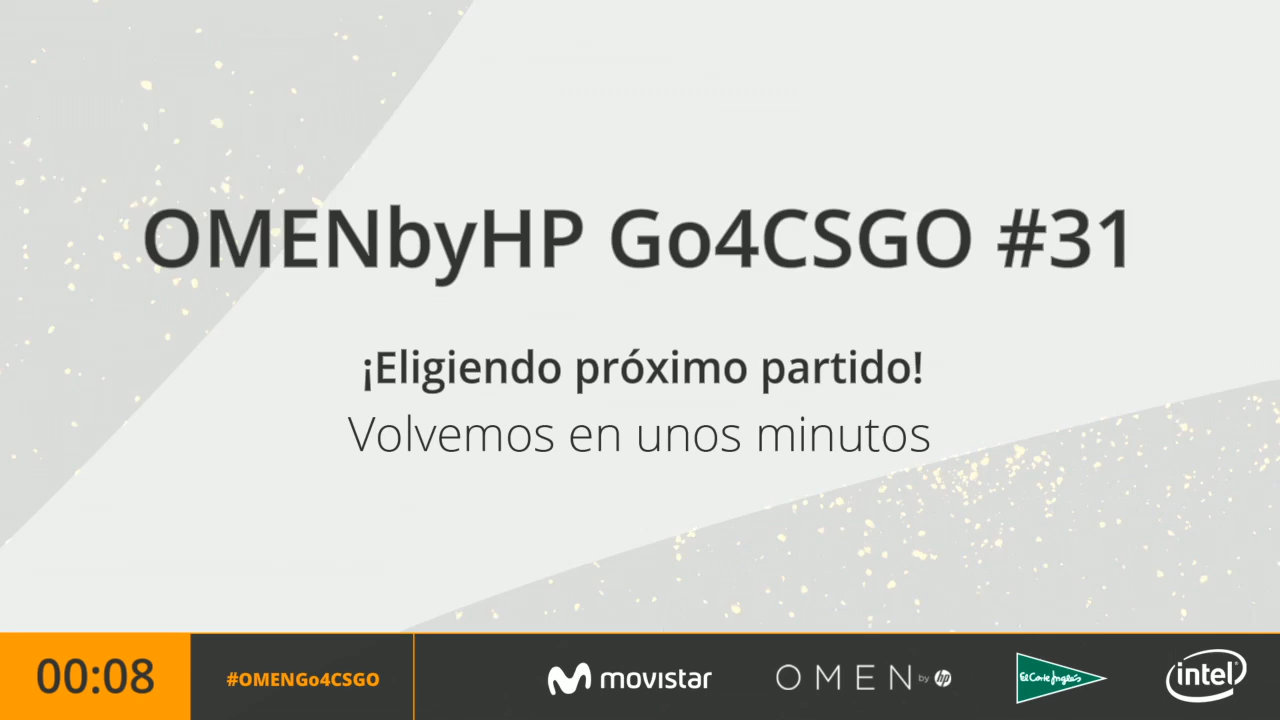 OMENbyHP Go4CSGO #31
¡Eligiendo próximo partido!
Volvemos en unos minutos
00:08
#OMENGo4CSGO
movistar
OMEN by hp
El Corte Inglés
intel